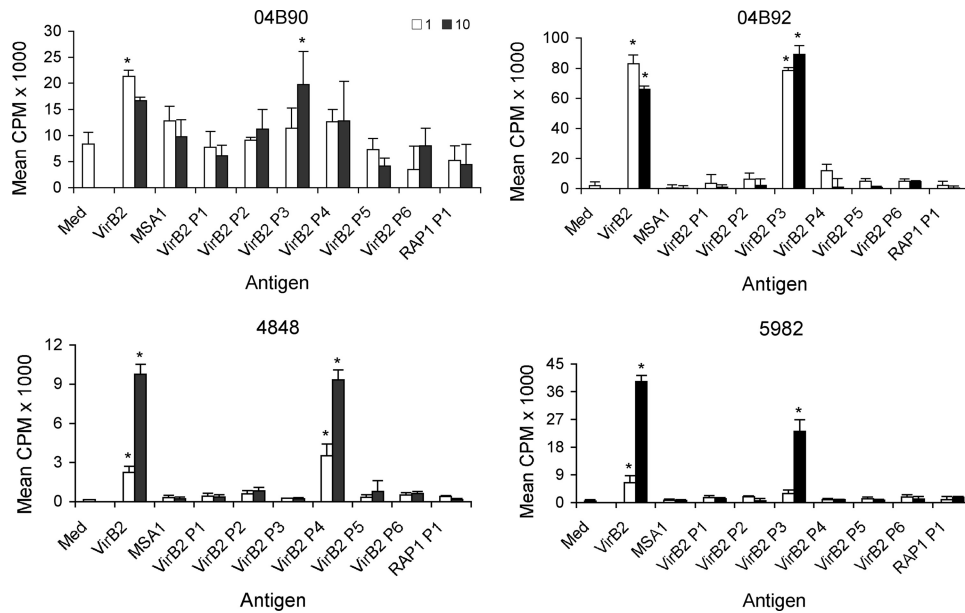 04B90
1 10
Mean CPM x 1000
30
25
20
15
10
5
0
* *
Med VirB2 MSA1 VirB2 P1 VirB2 P2 VirB2 P3 VirB2 P4 VirB2 P5 VirB2 P6 RAP1 P1
Antigen
04B92
Mean CPM x 1000
100
80
60
40
20
0
* * * *
Med VirB2 MSA1 VirB2 P1 VirB2 P2 VirB2 P3 VirB2 P4 VirB2 P5 VirB2 P6 RAP1 P1
Antigen
4848
Mean CPM x 1000
12
9
6
3
0
* * * *
Med VirB2 MSA1 VirB2 P1 VirB2 P2 VirB2 P3 VirB2 P4 VirB2 P5 VirB2 P6 RAP1 P1
Antigen
5982
Mean CPM x 1000
45
36
27
18
9
0
* * *
Med VirB2 MSA1 VirB2 P1 VirB2 P2 VirB2 P3 VirB2 P4 VirB2 P5 VirB2 P6 RAP1 P1
Antigen